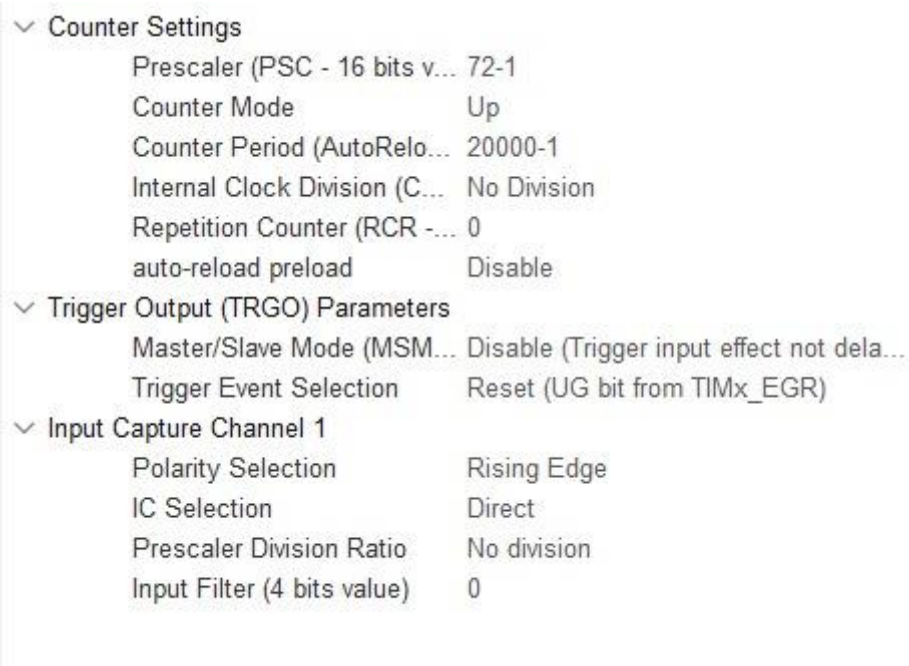 Counter Settings
Prescaler (PSC - 16 bits v... 72-1
Counter Mode Up
Counter Period (AutoRelo... 20000-1
Internal Clock Division (C... No Division
Repetition Counter (RCR -... 0
auto-reload preload Disable
Trigger Output (TRGO) Parameters
Master/Slave Mode (MSM... Disable (Trigger input effect not dela...
Trigger Event Selection Reset (UG bit from TIMx_EGR)
Input Capture Channel 1
Polarity Selection Rising Edge
IC Selection Direct
Prescaler Division Ratio No division
Input Filter (4 bits value) 0